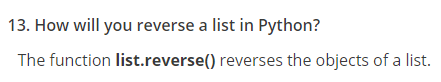 13. How will you reverse a list in Python?
The function list.reverse() reverses the objects of a list.